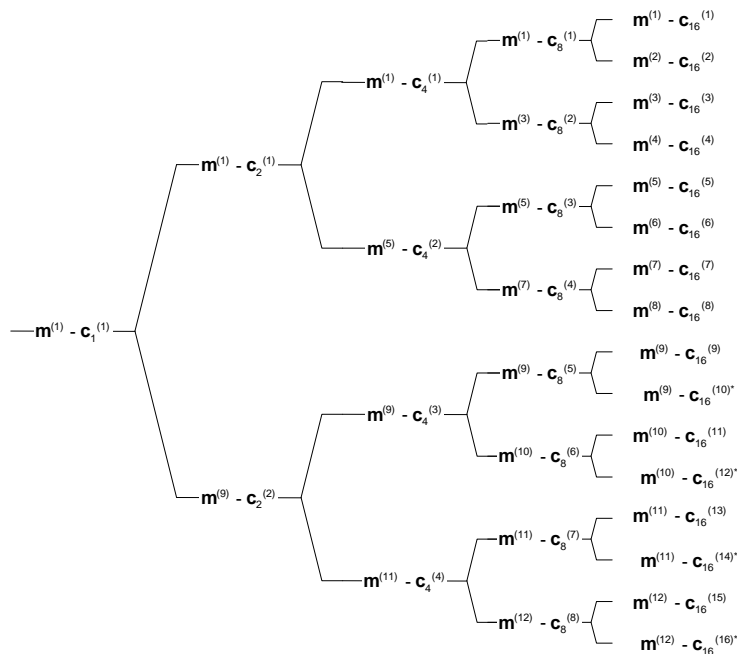 m⁽¹⁾ - c₁₆⁽¹⁾
m⁽¹⁾ - c₈⁽¹⁾
m⁽²⁾ - c₁₆⁽²⁾
m⁽¹⁾ - c₄⁽¹⁾
m⁽³⁾ - c₁₆⁽³⁾
m⁽³⁾ - c₈⁽²⁾
m⁽⁴⁾ - c₁₆⁽⁴⁾
m⁽¹⁾ - c₂⁽¹⁾
m⁽⁵⁾ - c₁₆⁽⁵⁾
m⁽⁵⁾ - c₈⁽³⁾
m⁽⁶⁾ - c₁₆⁽⁶⁾
m⁽⁵⁾ - c₄⁽²⁾
m⁽⁷⁾ - c₁₆⁽⁷⁾
m⁽⁷⁾ - c₈⁽⁴⁾
m⁽⁸⁾ - c₁₆⁽⁸⁾
m⁽¹⁾ - c₁⁽¹⁾
m⁽⁹⁾ - c₁₆⁽⁹⁾
m⁽⁹⁾ - c₈⁽⁵⁾
m⁽⁹⁾ - c₁₆⁽¹⁰⁾*
m⁽⁹⁾ - c₄⁽³⁾
m⁽¹⁰⁾ - c₁₆⁽¹¹⁾
m⁽¹⁰⁾ - c₈⁽⁶⁾
m⁽¹⁰⁾ - c₁₆⁽¹²⁾*
m⁽⁹⁾ - c₂⁽²⁾
m⁽¹¹⁾ - c₁₆⁽¹³⁾
m⁽¹¹⁾ - c₈⁽⁷⁾
m⁽¹¹⁾ - c₁₆⁽¹⁴⁾*
m⁽¹¹⁾ - c₄⁽⁴⁾
m⁽¹²⁾ - c₁₆⁽¹⁵⁾
m⁽¹²⁾ - c₈⁽⁸⁾
m⁽¹²⁾ - c₁₆⁽¹⁶⁾*